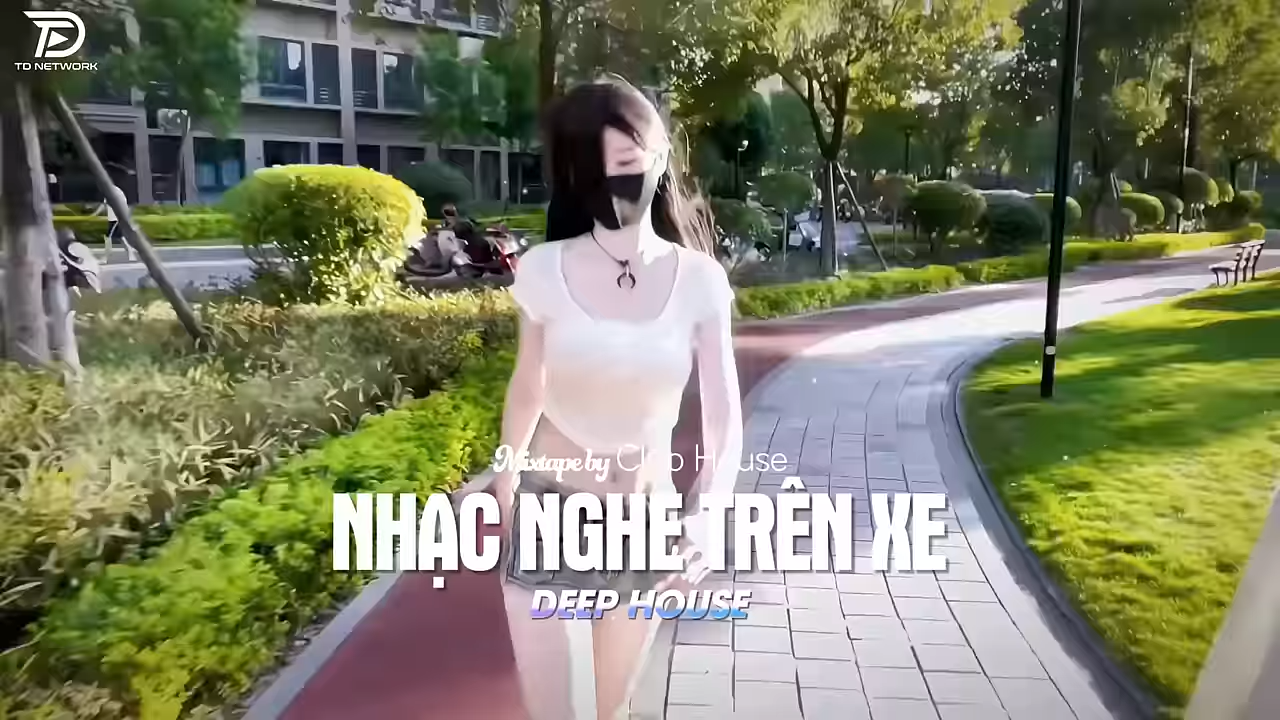 TD NETWORK
Mixtape by House
NHẠC NGHE TRÊN XE
DEEP HOUSE